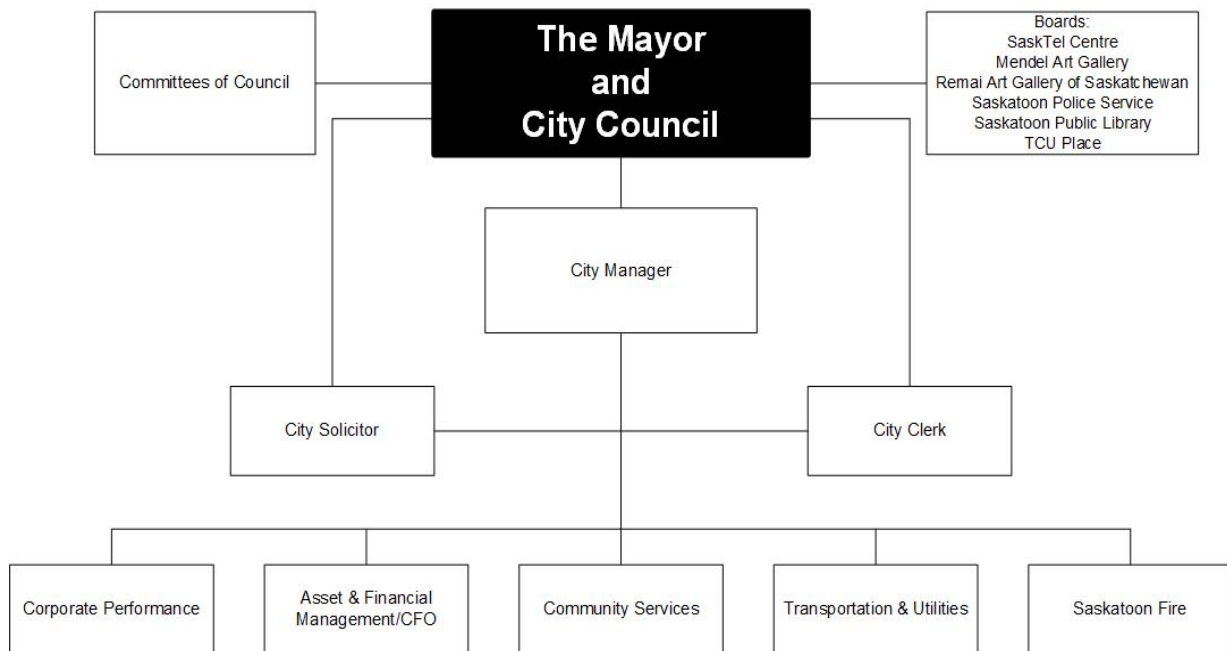 The Mayor
and
City Council
Committees of Council
Boards:
SaskTel Centre
Mendel Art Gallery
Remai Art Gallery of Saskatchewan
Saskatoon Police Service
Saskatoon Public Library
TCU Place
City Manager
City Solicitor
City Clerk
Corporate Performance
Asset & Financial
Management/CFO
Community Services
Transportation & Utilities
Saskatoon Fire